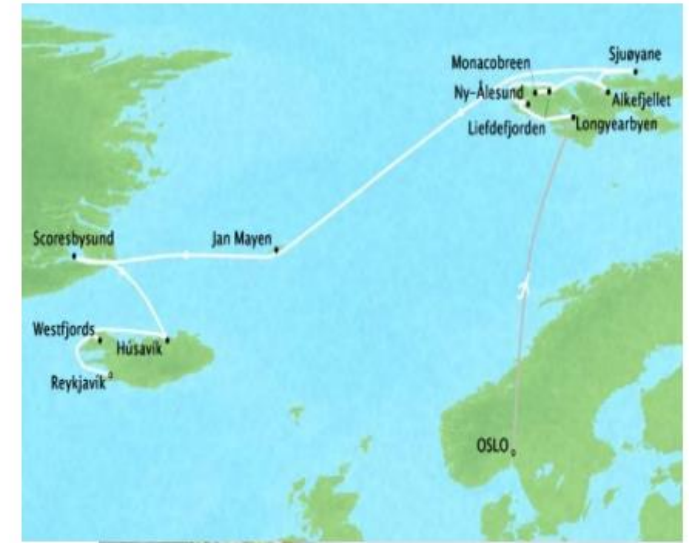 Sjuøyane
Monacobreen
Ny-Ålesund
Alkefjellet
Liefdefjorden
Longyearbyen
Scoresbysund
Jan Mayen
Westfjords
Húsavík
Reykjavík
OSLO